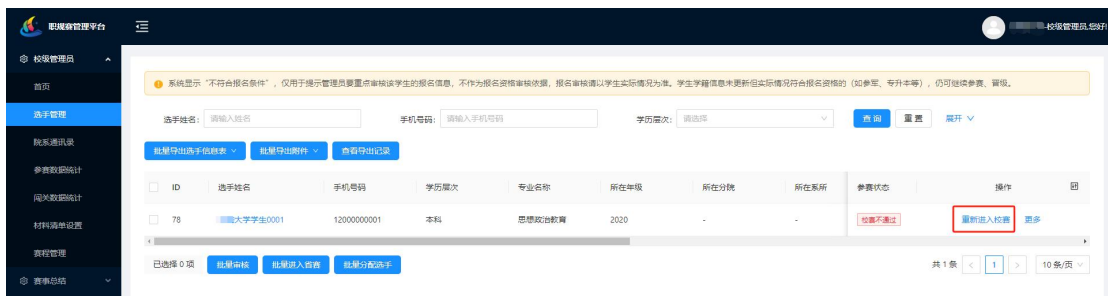 职规赛管理平台
校级管理员,您好!
校级管理员
首页
选手管理
院系通讯录
参赛数据统计
闯关数据统计
材料清单设置
赛程管理
赛事总结
系统显示“不符合报名条件”，仅用于提示管理员要重点审核该学生的报名信息，不作为报名资格审核依据，报名审核请以学生实际情况为准。学生学籍信息未更新但实际情况符合报名资格的（如参军、专升本等），仍可继续参赛、晋级。
选手姓名: 请输入姓名 手机号码: 请输入手机号码 学历层次: 请选择 查 询 重 置 展开
批量导出选手信息表 批量导出附件 查看导出记录
ID 选手姓名 手机号码 学历层次 专业名称 所在年级 所在分院 所在系所 参赛状态 操作
78 大学学生0001 12000000001 本科 思想政治教育 2020 - - 校赛不通过 重新进入校赛 更多
已选择 0 项 批量审核 批量进入省赛 批量分配选手 共 1 条 < 1 > 10 条/页